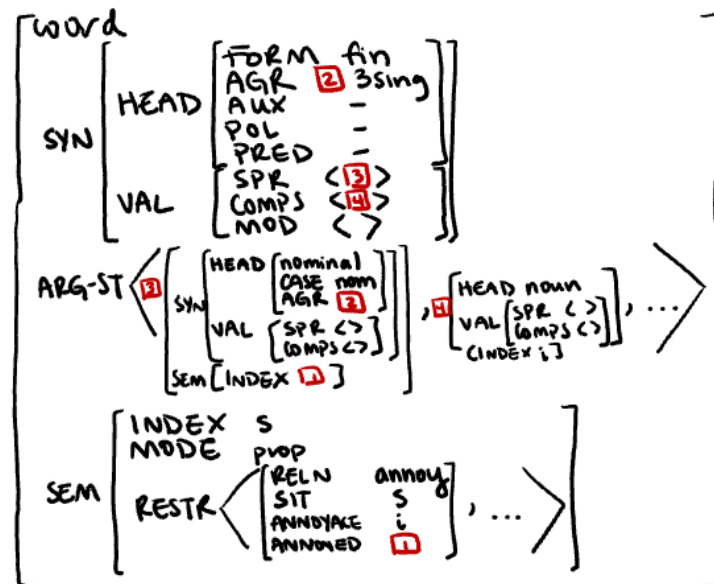 word
SYN
HEAD
FORM fin
AGR 2 3sing
AUX -
POL -
PRED -
VAL
SPR <3>
COMPS <4>
MOD < >
ARG-ST < 3
SYN
HEAD [nominal
CASE nom
AGR 2
VAL [SPR <>
COMPS <>]
SEM [INDEX 1]
, 4
HEAD noun
VAL [SPR < >
COMPS < >]
[INDEX i]
, ... >
SEM
INDEX s
MODE prop
RESTR <
RELN annoy
SIT s
ANNOYACE i
ANNOYED 1
, ... >